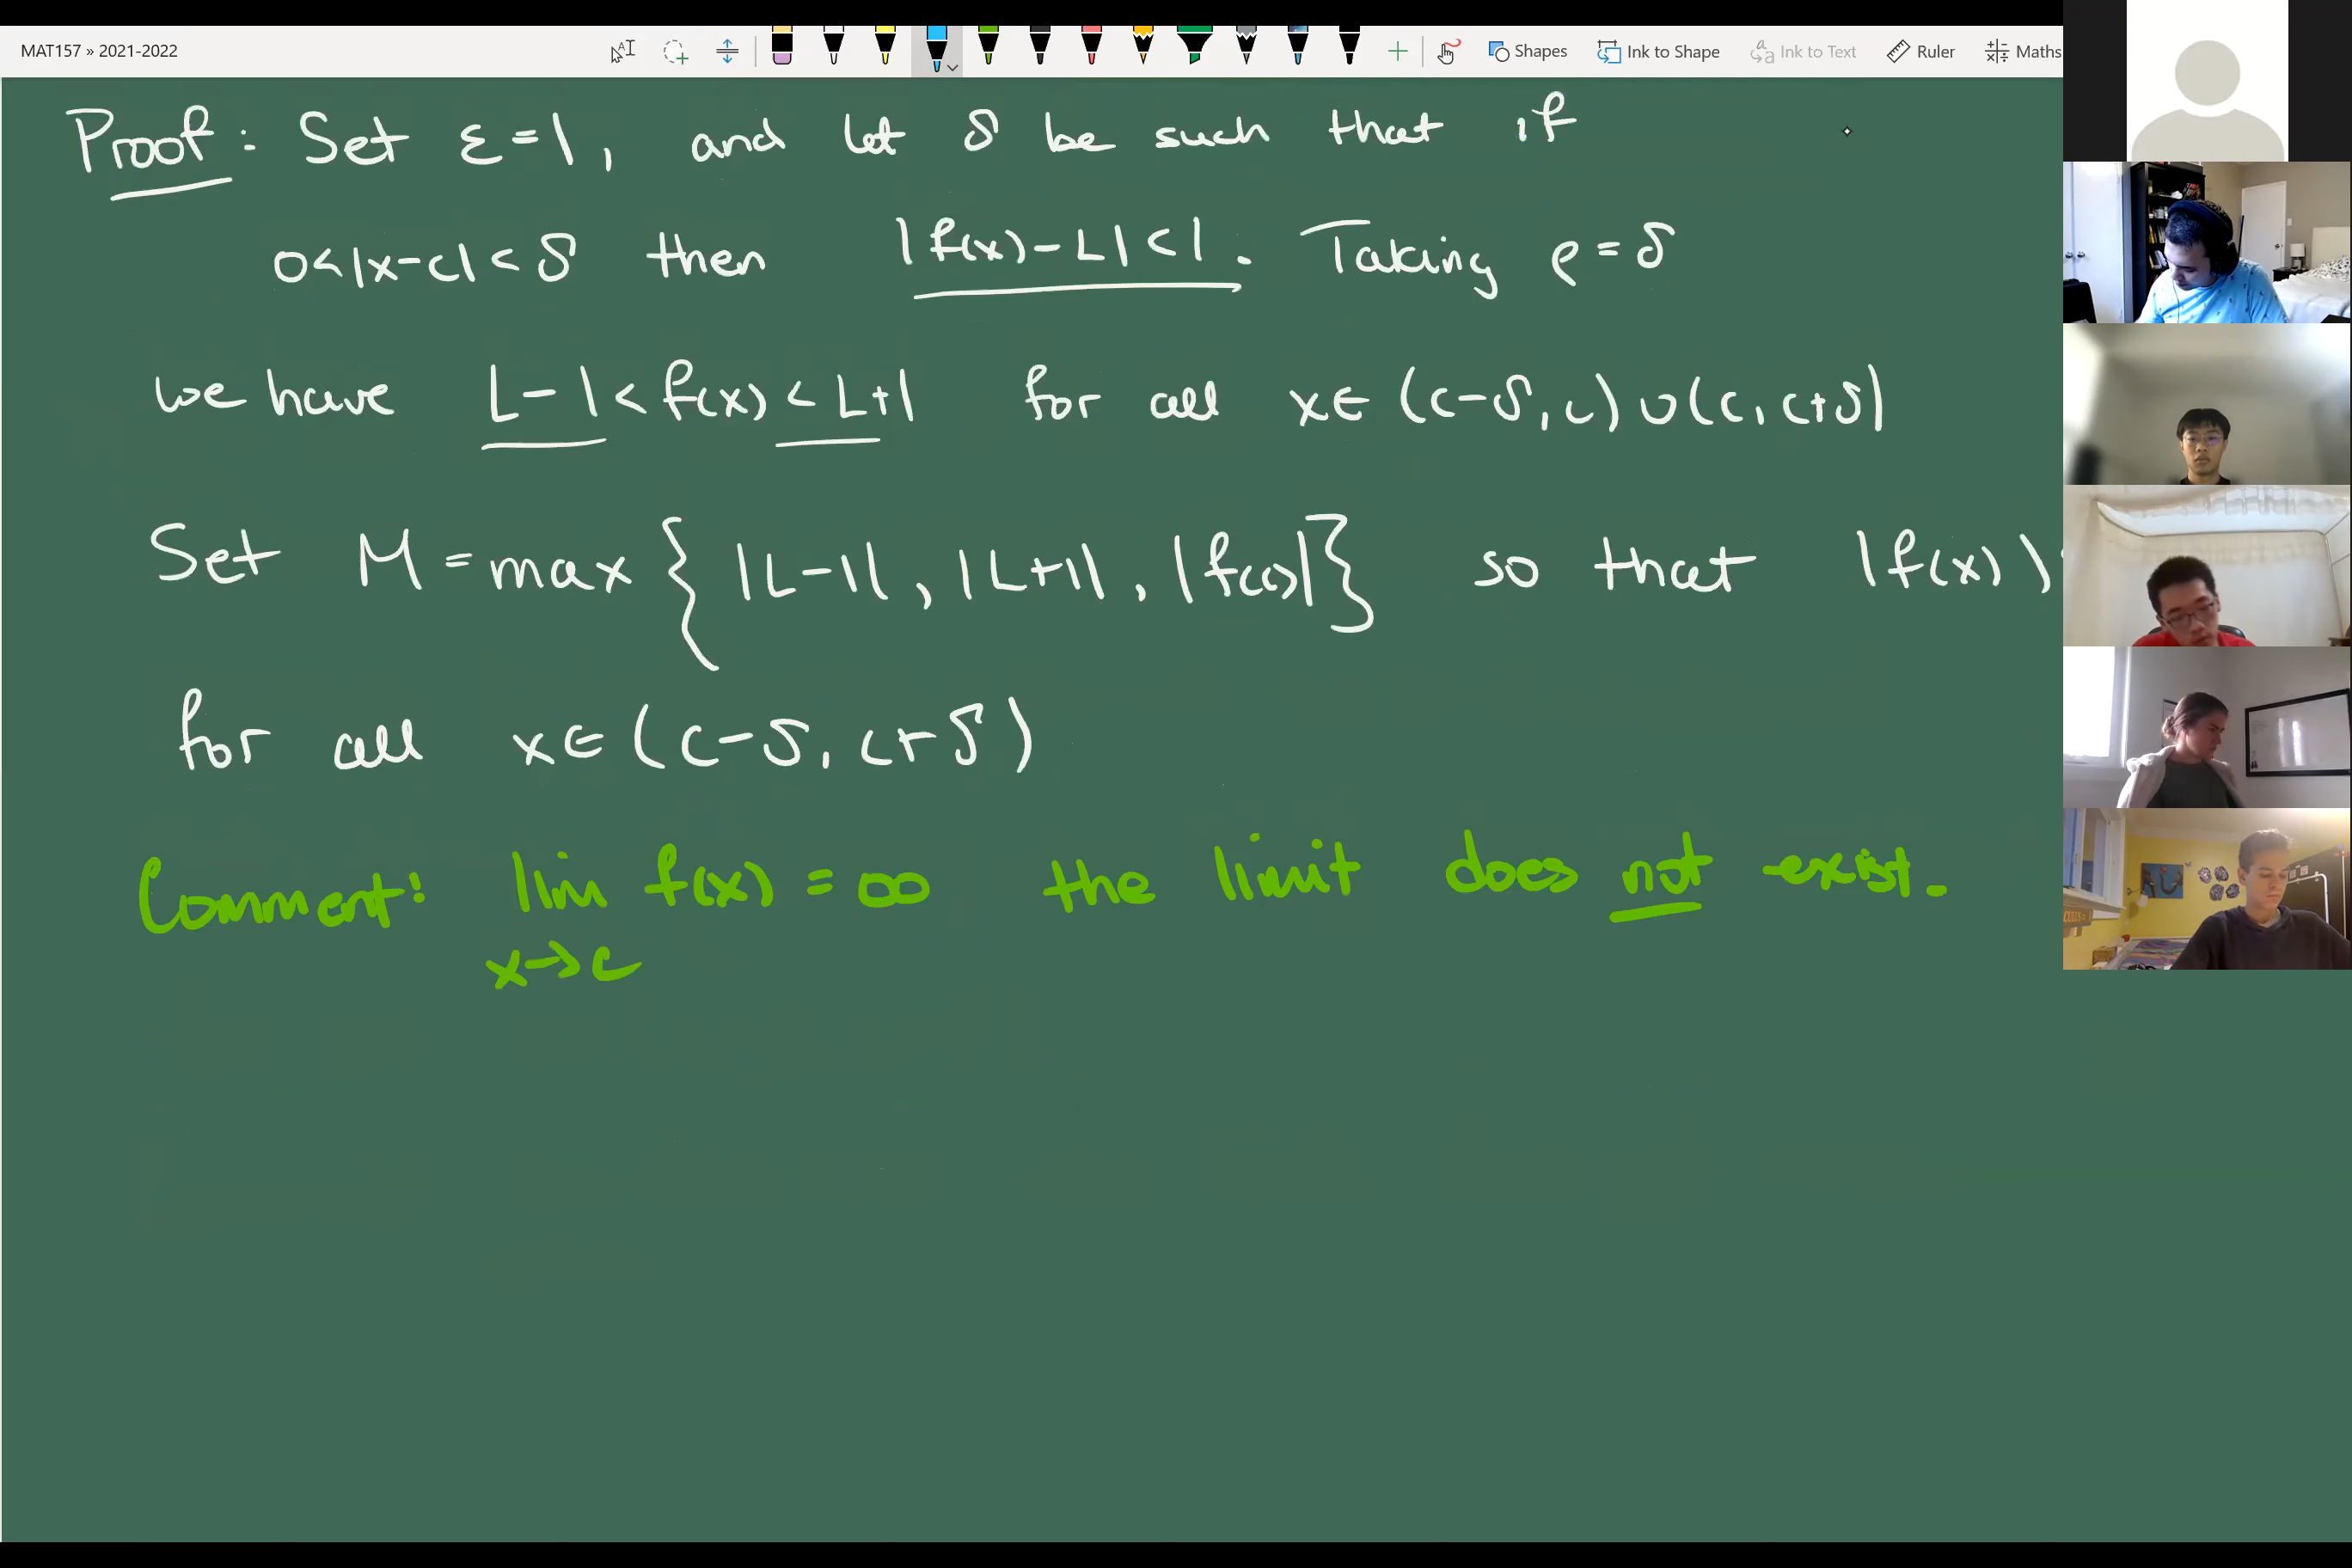 MAT157 » 2021-2022
Shapes
Ink to Shape
Ink to Text
Ruler
Maths
Proof: Set ε=1, and let δ be such that if
0<|x-c|<δ then |f(x)-L|<1. Taking ρ=δ
we have L-1<f(x)<L+1 for all x∈(c-δ,c)∪(c,c+δ)
Set M=max{|L-1|, |L+1|, |f(c)|} so that |f(x)|
for all x∈(c-δ, c+δ)
Comment: lim f(x) = ∞ the limit does not exist.
x→c